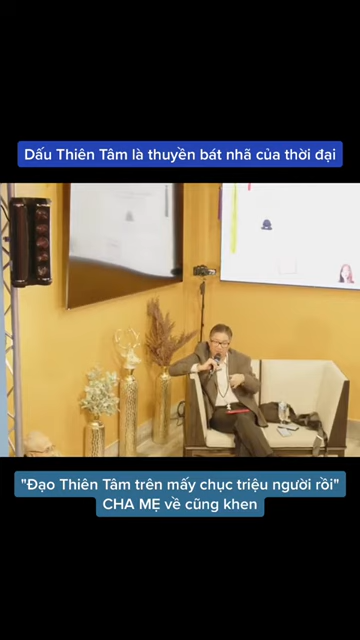 Dấu Thiên Tâm là thuyền bát nhã của thời đại
"Đạo Thiên Tâm trên mấy chục triệu người rồi"
CHA MẸ về cũng khen